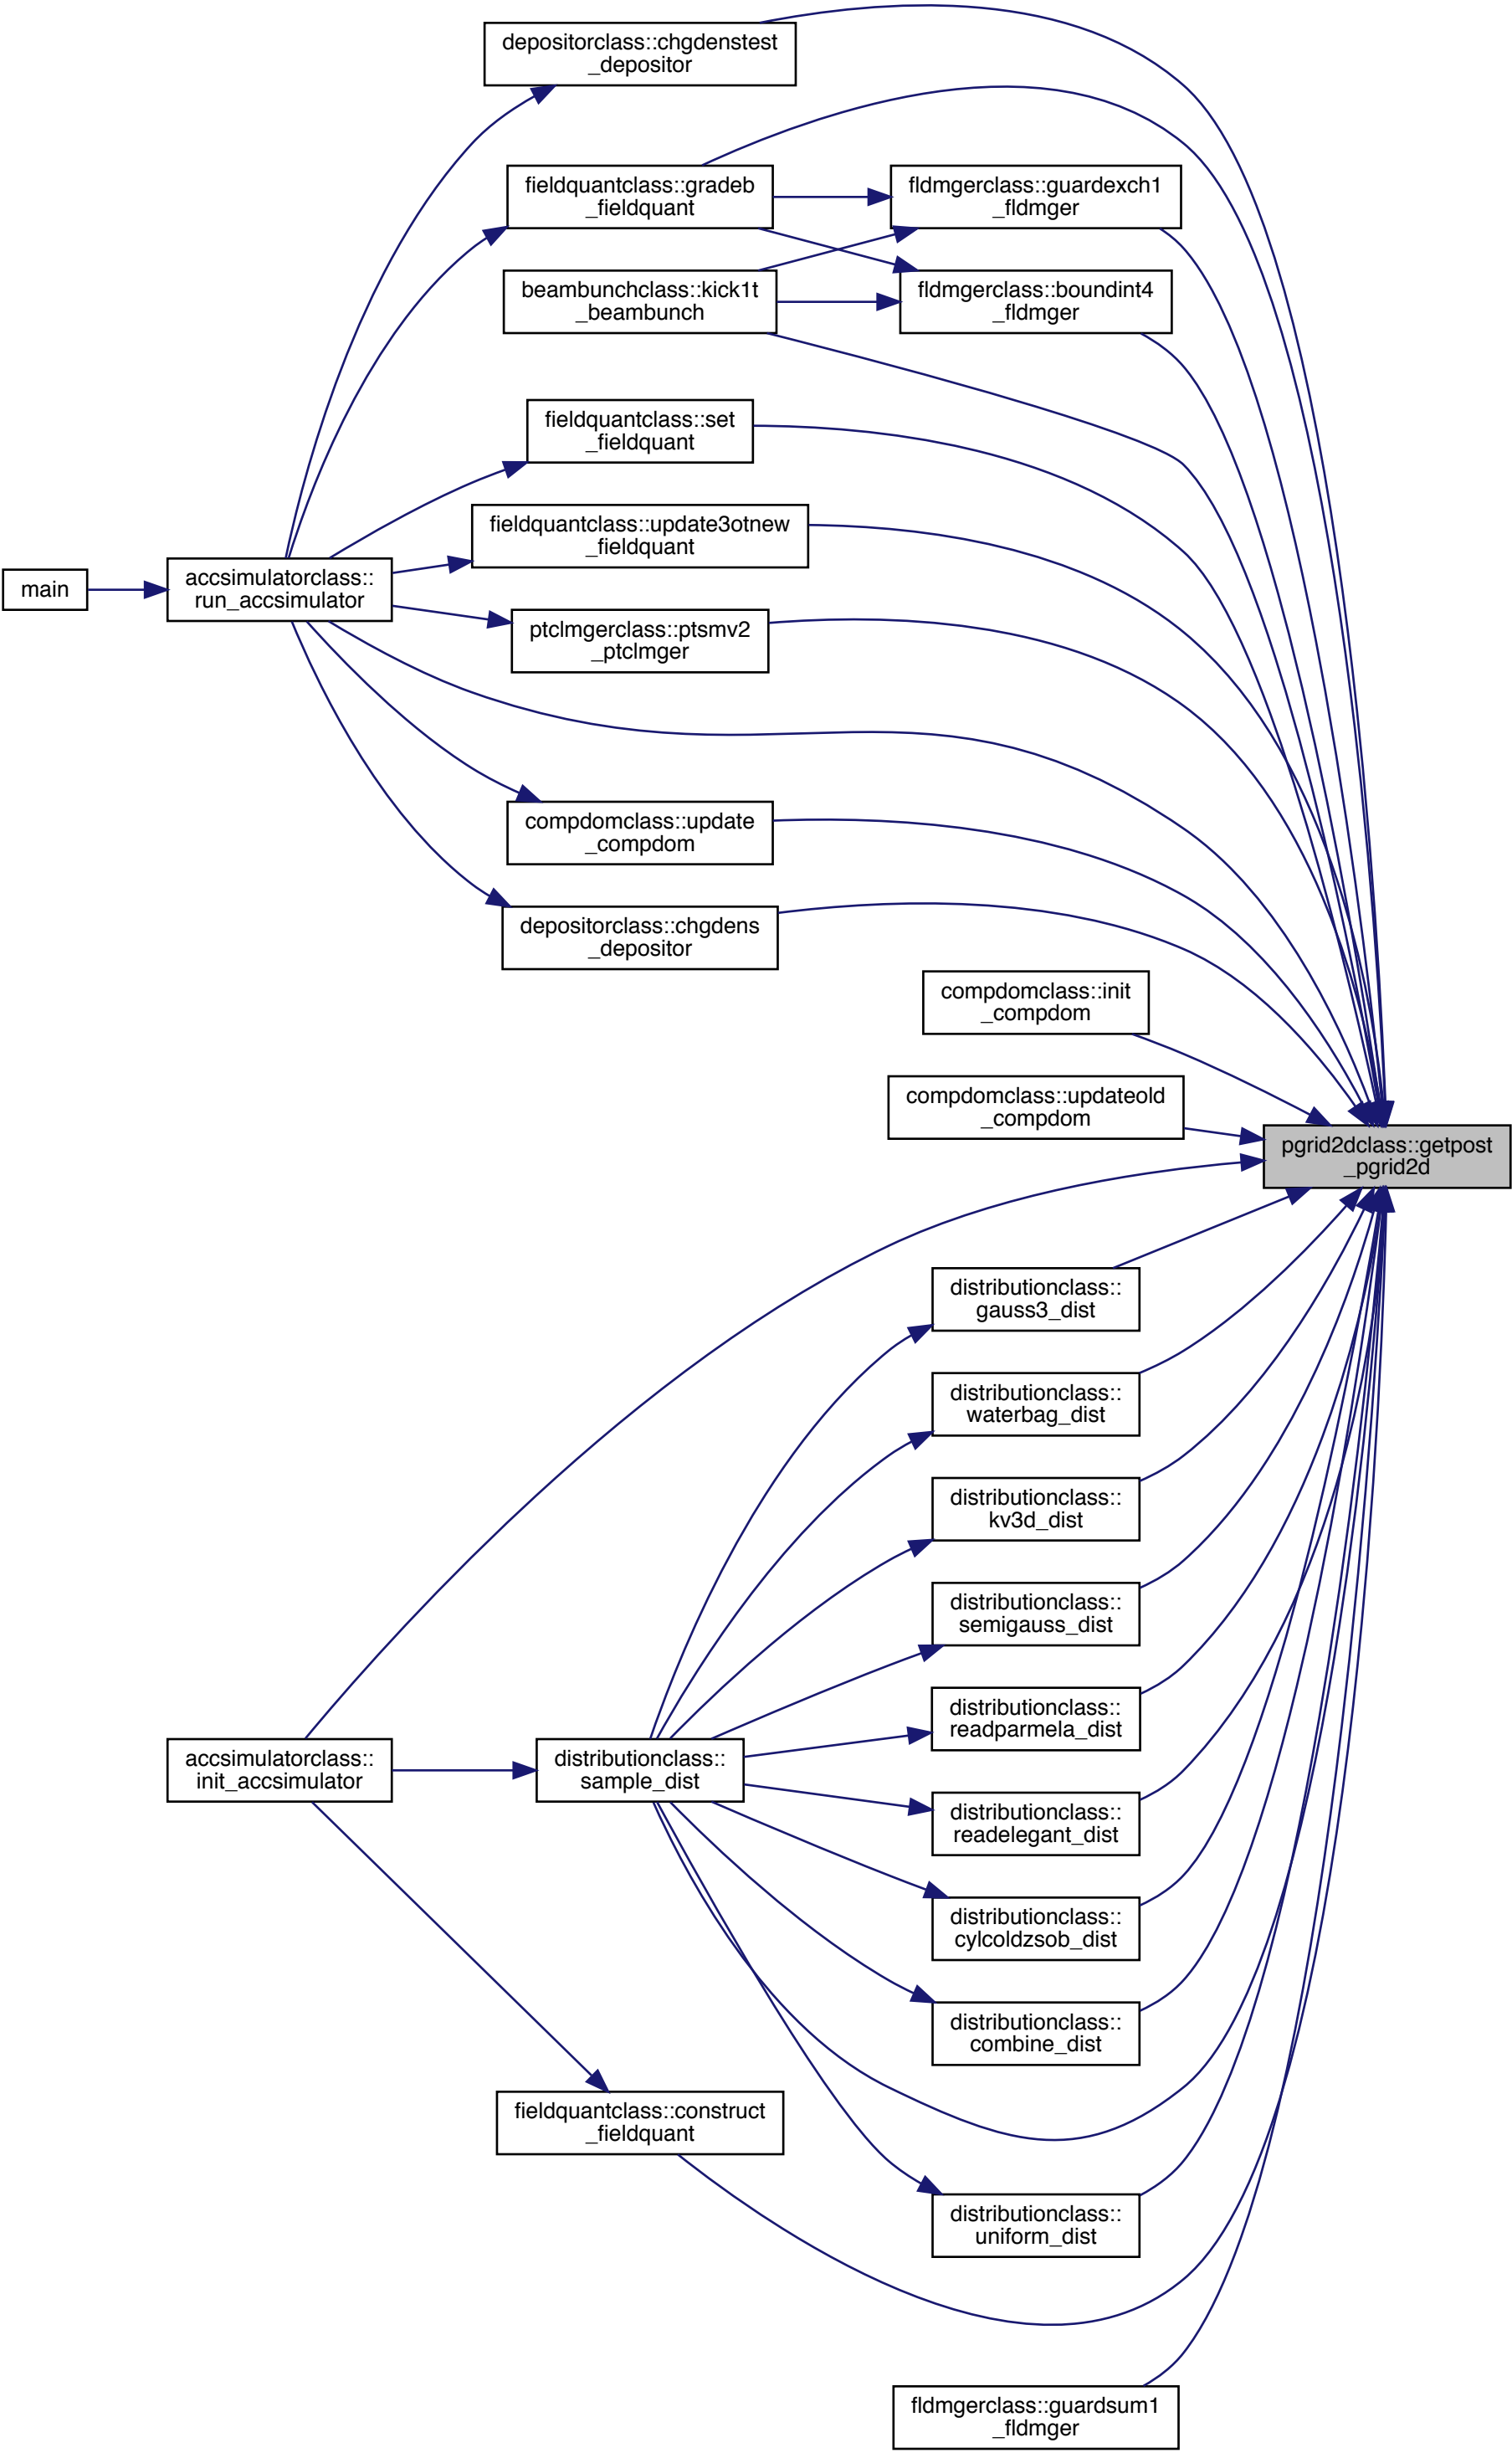 depositorclass::chgdenstest
_depositor
fieldquantclass::gradeb
_fieldquant
fldmgerclass::guardexch1
_fldmger
beambunchclass::kick1t
_beambunch
fldmgerclass::boundint4
_fldmger
fieldquantclass::set
_fieldquant
fieldquantclass::update3otnew
_fieldquant
main
accsimulatorclass::
run_accsimulator
ptclmgerclass::ptsmv2
_ptclmger
compdomclass::update
_compdom
depositorclass::chgdens
_depositor
compdomclass::init
_compdom
compdomclass::updateold
_compdom
pgrid2dclass::getpost
_pgrid2d
distributionclass::
gauss3_dist
distributionclass::
waterbag_dist
distributionclass::
kv3d_dist
distributionclass::
semigauss_dist
distributionclass::
readparmela_dist
accsimulatorclass::
init_accsimulator
distributionclass::
sample_dist
distributionclass::
readelegant_dist
distributionclass::
cylcoldzsob_dist
distributionclass::
combine_dist
fieldquantclass::construct
_fieldquant
distributionclass::
uniform_dist
fldmgerclass::guardsum1
_fldmger